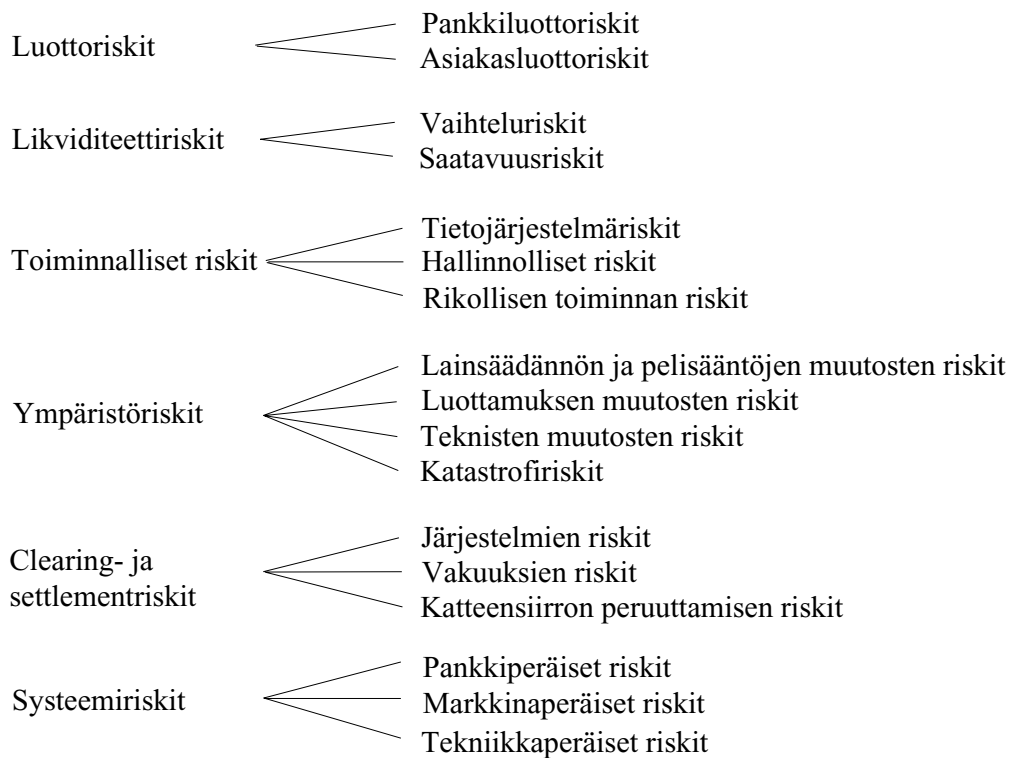 Luottoriskit
Pankkiluottoriskit
Asiakasluottoriskit
Likviditeettiriskit
Vaihteluriskit
Saatavuusriskit
Toiminnalliset riskit
Tietojärjestelmäriskit
Hallinnolliset riskit
Rikollisen toiminnan riskit
Ympäristöriskit
Lainsäädännön ja pelisääntöjen muutosten riskit
Luottamuksen muutosten riskit
Teknisten muutosten riskit
Katastrofiriskit
Clearing- ja
settlementriskit
Järjestelmien riskit
Vakuuksien riskit
Katteensiirron peruuttamisen riskit
Systeemiriskit
Pankkiperäiset riskit
Markkinaperäiset riskit
Tekniikkaperäiset riskit